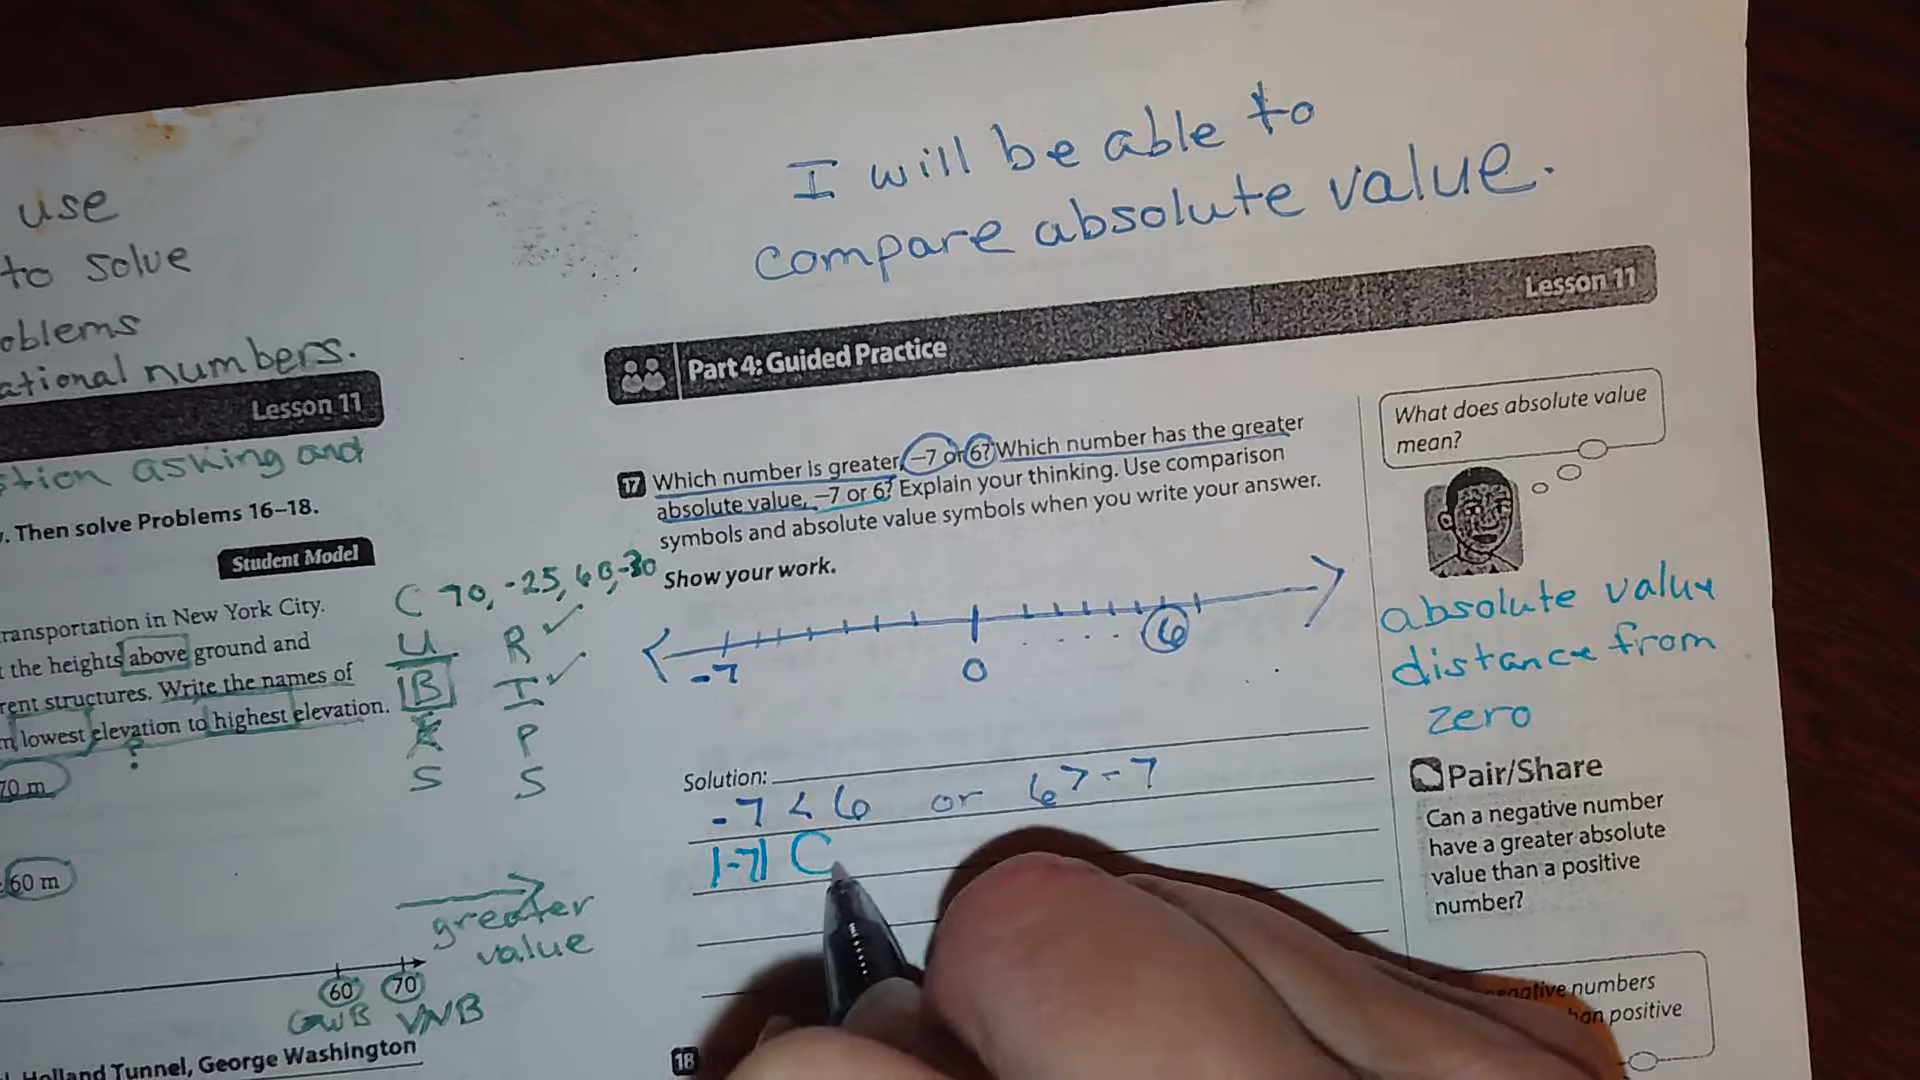 I will be able to
compare absolute value.
use
to solve
oblems
ational numbers.
Lesson 11
stion asking and
. Then solve Problems 16–18.
Student Model
ransportation in New York City.
t the heights above ground and
rent structures. Write the names of
m lowest elevation to highest elevation.
?
70 m
60 m
C 70, -25, 60, -30
U R
B I
E P
S S
greater
value
60 70
GWB VNB
Holland Tunnel, George Washington
Lesson 11
Part 4: Guided Practice
17 Which number is greater, –7 or 6? Which number has the greater
absolute value, –7 or 6? Explain your thinking. Use comparison
symbols and absolute value symbols when you write your answer.
Show your work.
-7 0 6
Solution:
-7 < 6 or 6 > -7
|-7| C
18
What does absolute value
mean?
absolute value
distance from
zero
Pair/Share
Can a negative number
have a greater absolute
value than a positive
number?
negative numbers
han positive